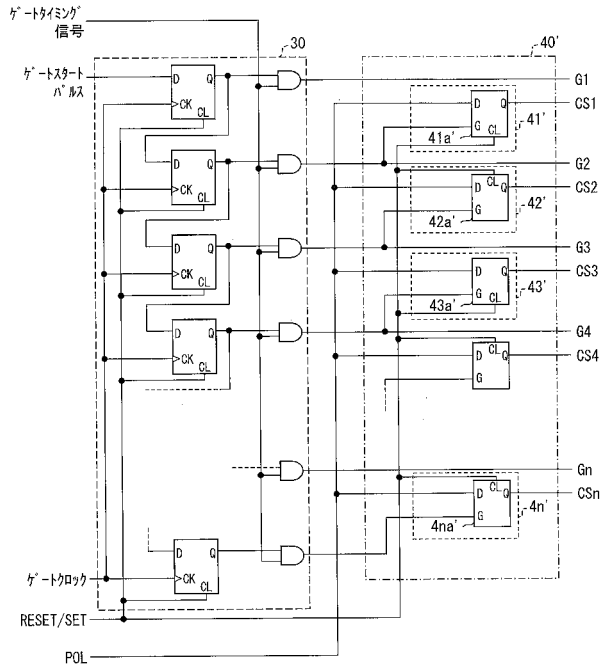 ゲートタイミング
信号
30
40'
ゲートスタート
パルス
D Q
CK
CL
G1
D Q
G
CL
CS1
41'
41a'
D Q
CK
CL
G2
CL
D Q
G
CS2
42'
42a'
D Q
CK
CL
G3
D Q
G
CL
CS3
43'
43a'
D Q
CK
CL
G4
CL
D Q
G
CS4
Gn
CL
D Q
G
CSn
4n'
4na'
D Q
CK
CL
ゲートクロック
RESET/SET
POL